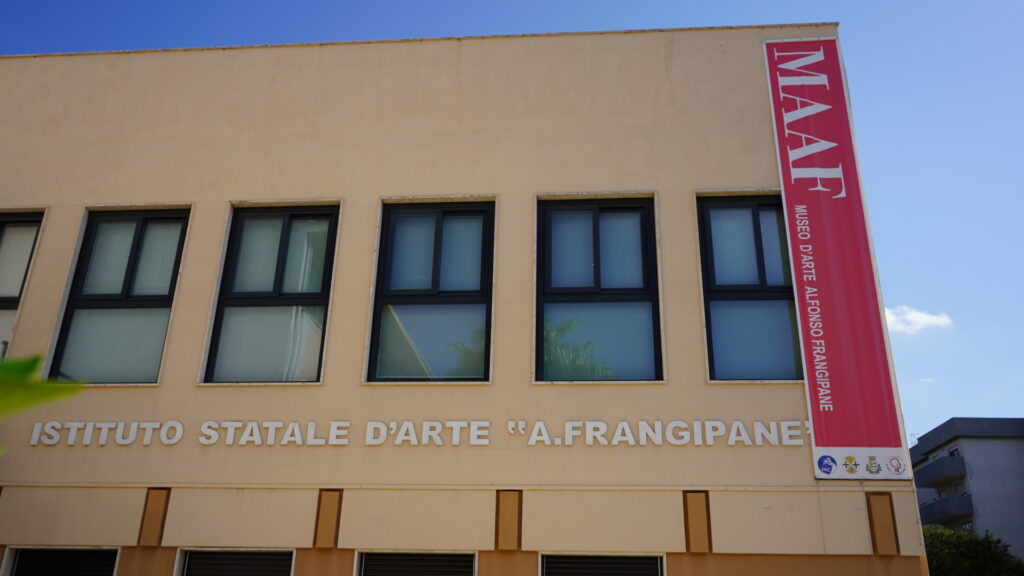 MAAF
MUSEO D'ARTE ALFONSO FRANGIPANE
ISTITUTO STATALE D'ARTE "A.FRANGIPANE"